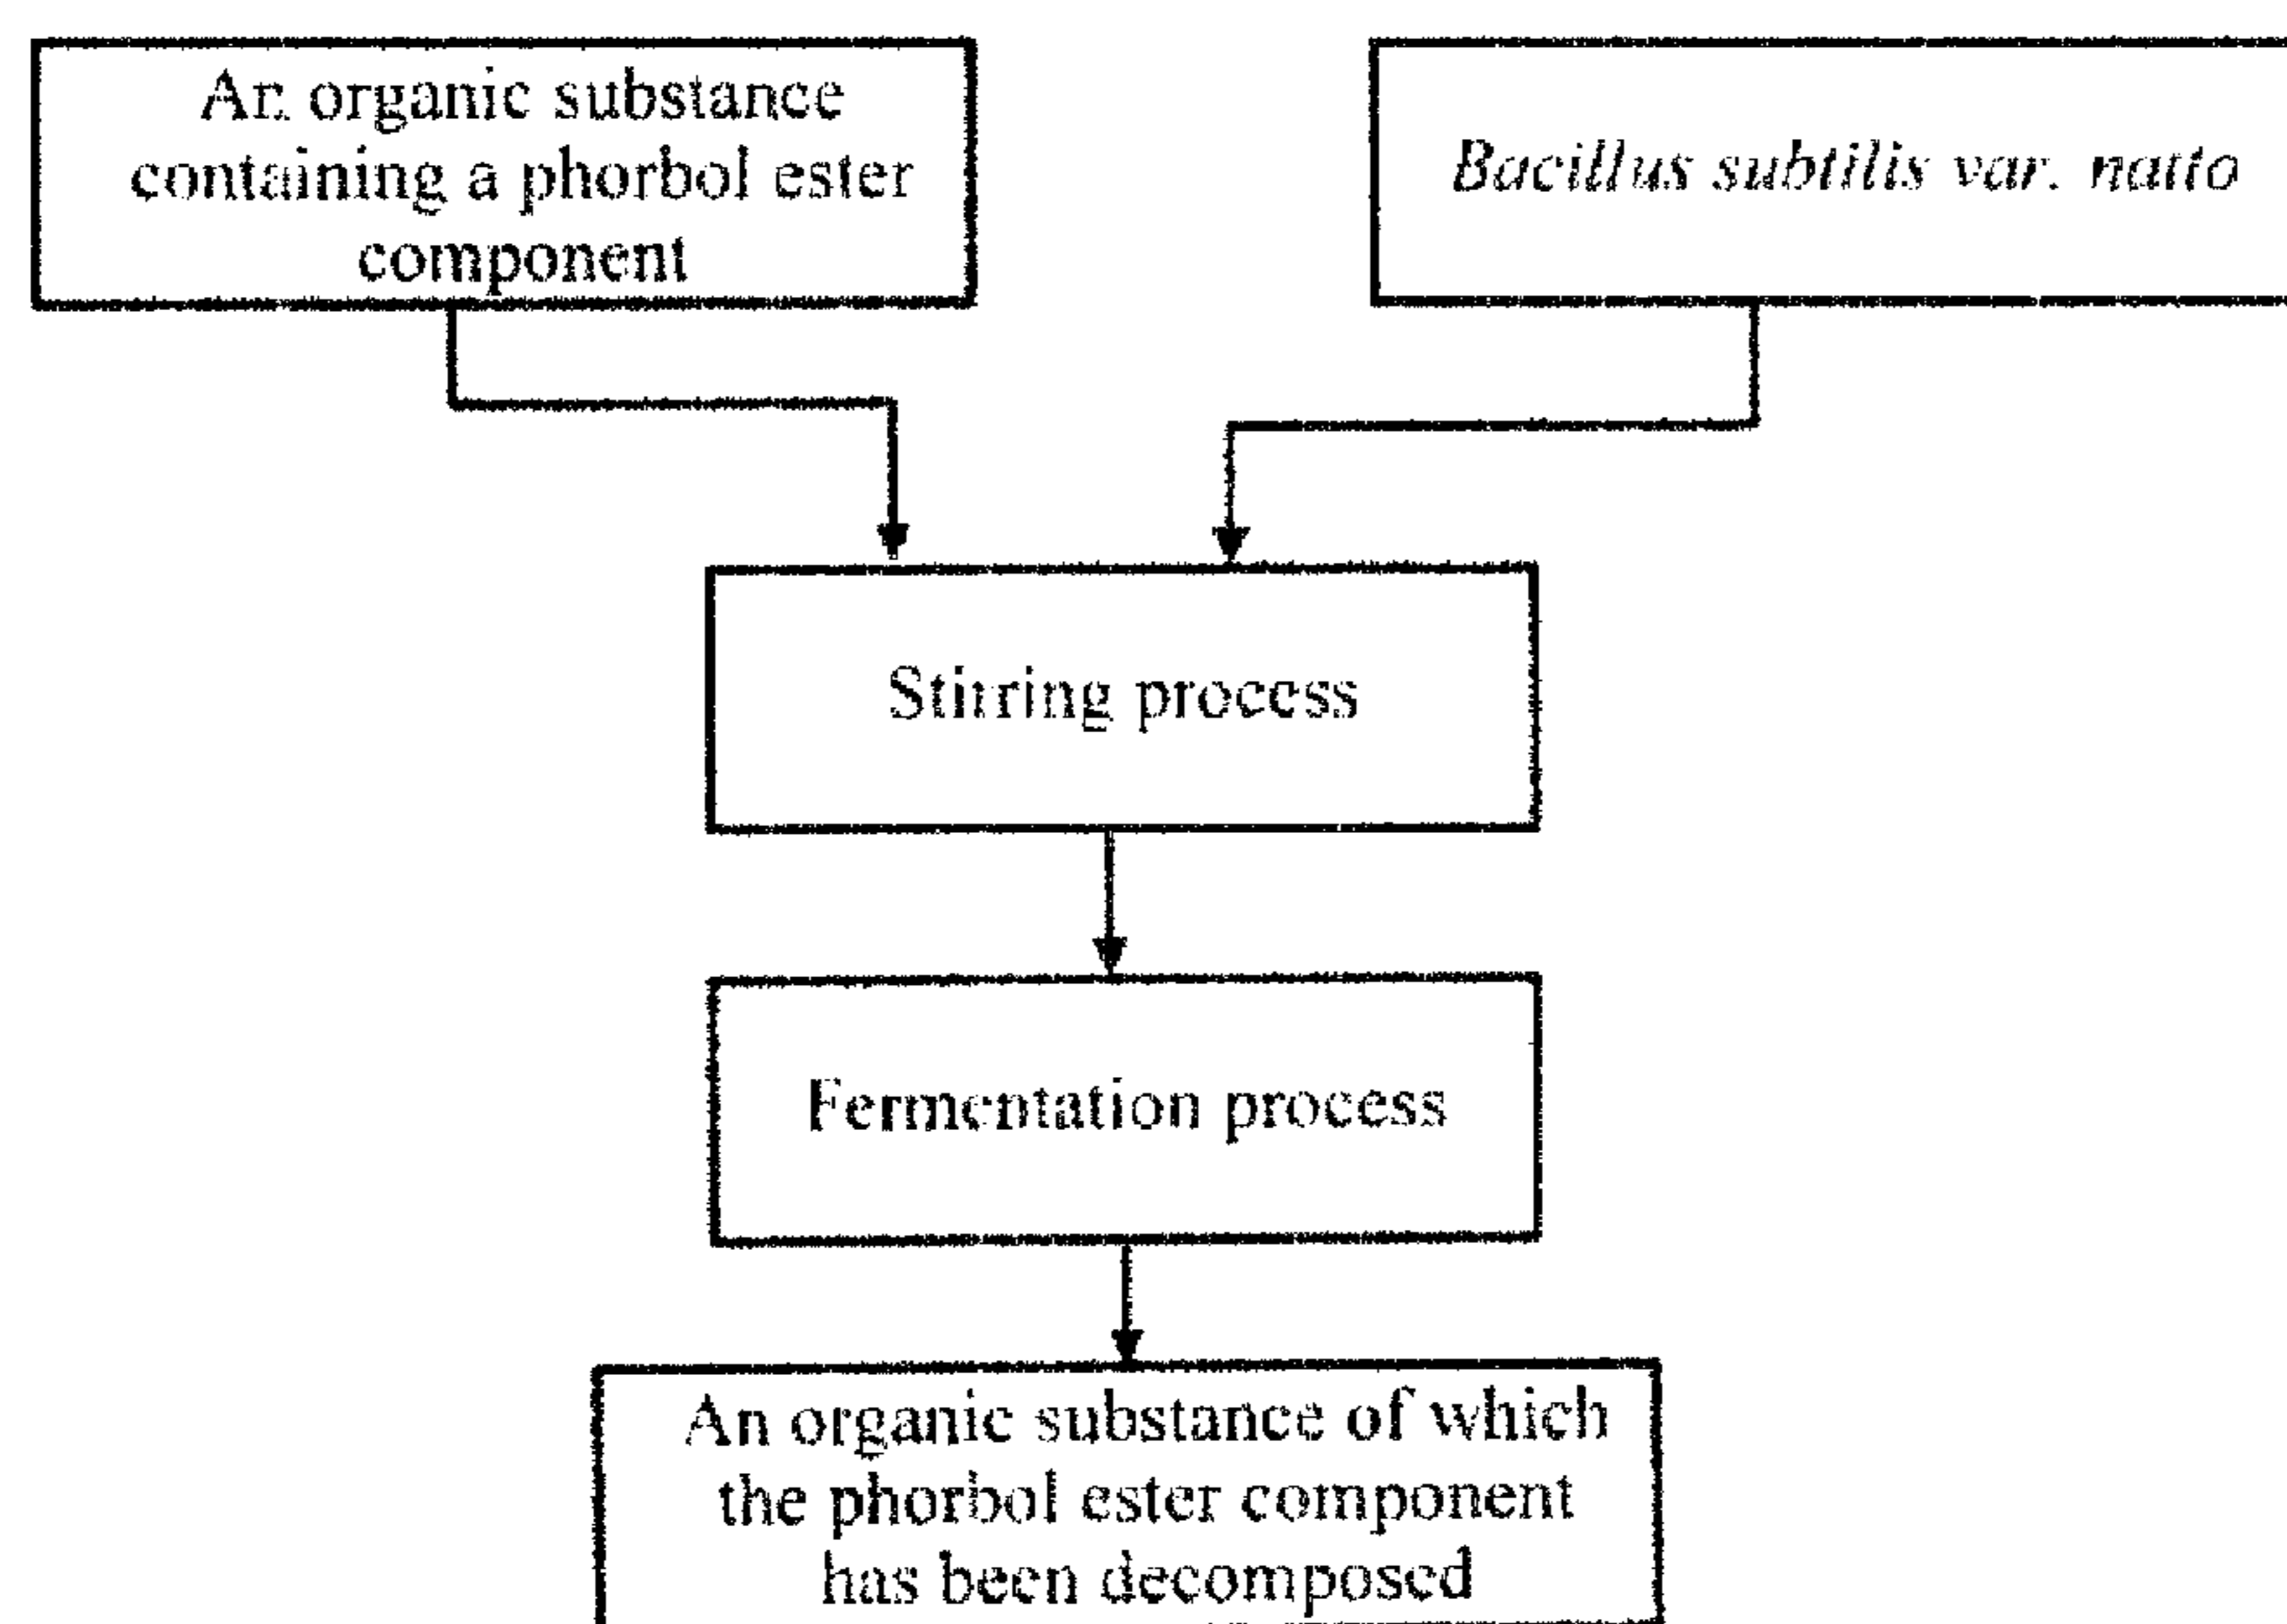 An organic substance
containing a phorbol ester
component
Bacillus subtilis var. natto
Stirring process
Fermentation process
An organic substance of which
the phorbol ester component
has been decomposed